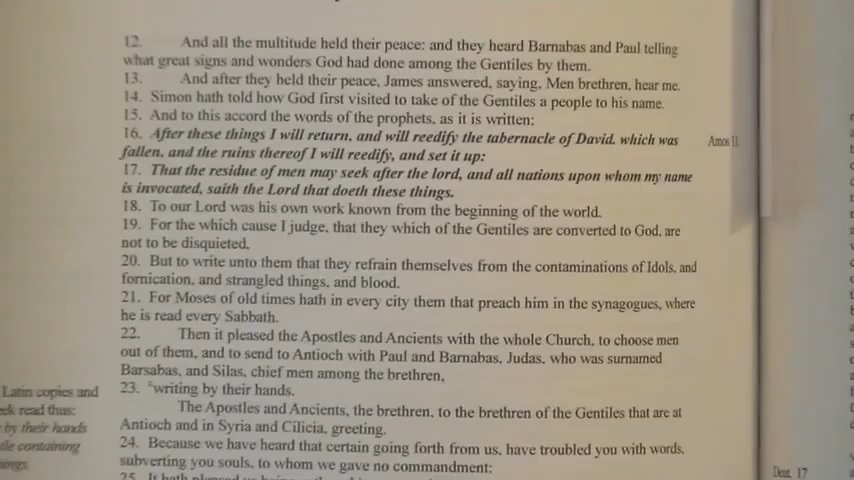 12. And all the multitude held their peace: and they heard Barnabas and Paul telling
what great signs and wonders God had done among the Gentiles by them.
13. And after they held their peace, James answered, saying, Men brethren, hear me.
14. Simon hath told how God first visited to take of the Gentiles a people to his name.
15. And to this accord the words of the prophets, as it is written:
16. After these things I will return, and will reedify the tabernacle of David, which was
fallen, and the ruins thereof I will reedify, and set it up:
17. That the residue of men may seek after the lord, and all nations upon whom my name
is invocated, saith the Lord that doeth these things.
18. To our Lord was his own work known from the beginning of the world.
19. For the which cause I judge, that they which of the Gentiles are converted to God, are
not to be disquieted,
20. But to write unto them that they refrain themselves from the contaminations of Idols, and
fornication, and strangled things, and blood.
21. For Moses of old times hath in every city them that preach him in the synagogues, where
he is read every Sabbath.
22. Then it pleased the Apostles and Ancients with the whole Church, to choose men
out of them, and to send to Antioch with Paul and Barnabas, Judas, who was surnamed
Barsabas, and Silas, chief men among the brethren,
23. writing by their hands.
The Apostles and Ancients, the brethren, to the brethren of the Gentiles that are at
Antioch and in Syria and Cilicia, greeting.
24. Because we have heard that certain going forth from us, have troubled you with words,
subverting you souls, to whom we gave no commandment:
25. It hath
Amos
Latin copies and
read thus:
by their hands
containing
Deut. 17